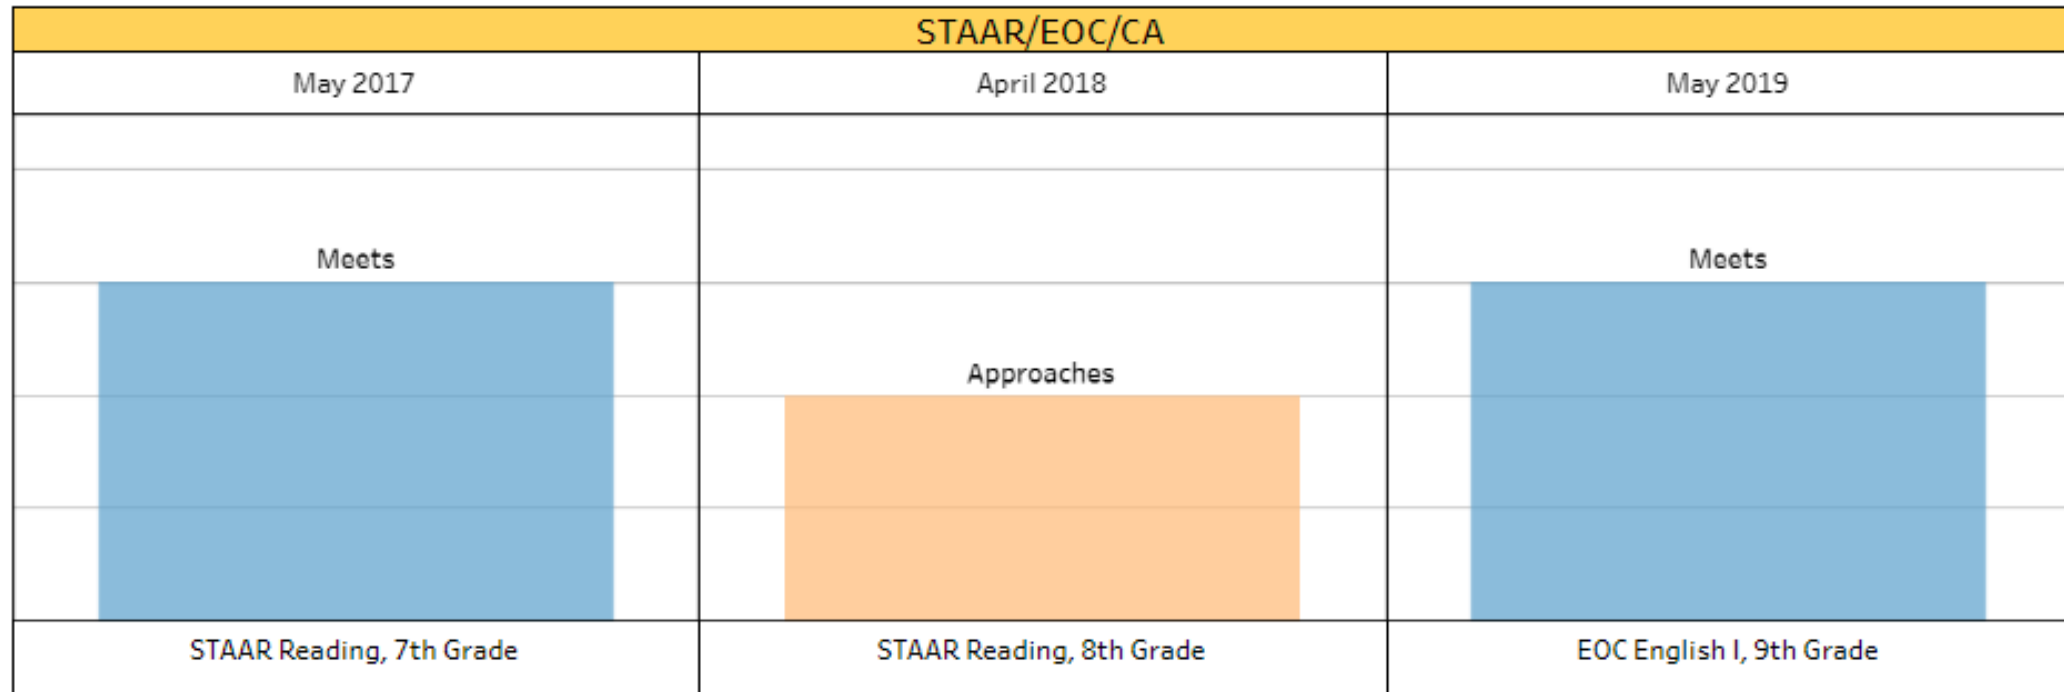 STAAR/EOC/CA
May 2017
April 2018
May 2019
Meets
Meets
Approaches
STAAR Reading, 7th Grade
STAAR Reading, 8th Grade
EOC English I, 9th Grade